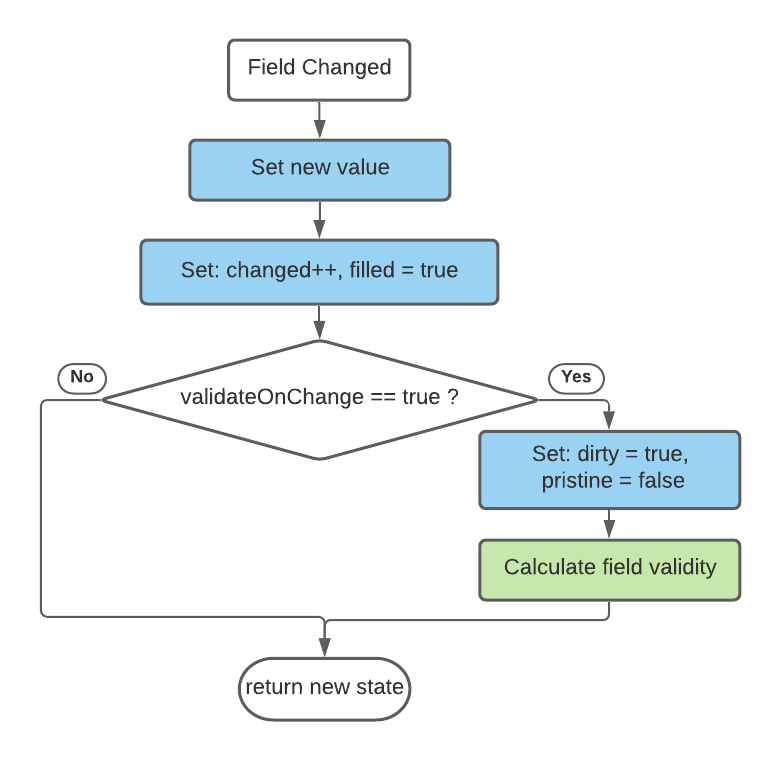 Field Changed
Set new value
Set: changed++, filled = true
No
validateOnChange == true ?
Yes
Set: dirty = true,
pristine = false
Calculate field validity
return new state